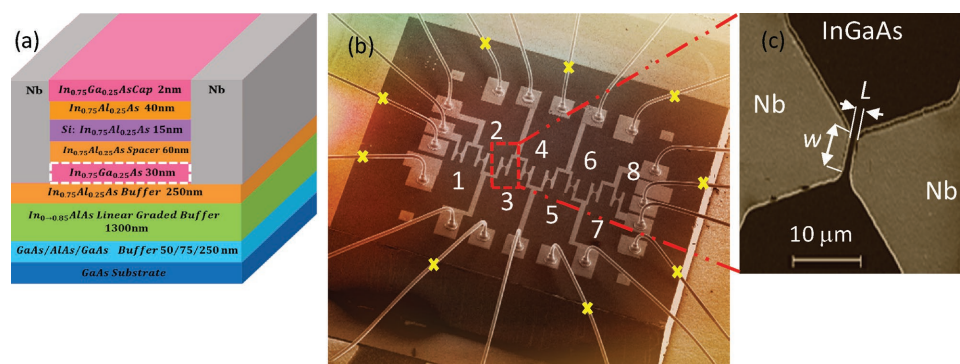 (a)
Nb
Nb
In₀.₇₅Ga₀.₂₅AsCap 2nm
In₀.₇₅Al₀.₂₅As 40nm
Si: In₀.₇₅Al₀.₂₅As 15nm
In₀.₇₅Al₀.₂₅As Spacer 60nm
In₀.₇₅Ga₀.₂₅As 30nm
In₀.₇₅Al₀.₂₅As Buffer 250nm
In₀→₀.₈₅AlAs Linear Graded Buffer
1300nm
GaAs/AlAs/GaAs Buffer 50/75/250 nm
GaAs Substrate
(b)
1
2
3
4
5
6
7
8
(c)
InGaAs
Nb
L
W
Nb
10 μm